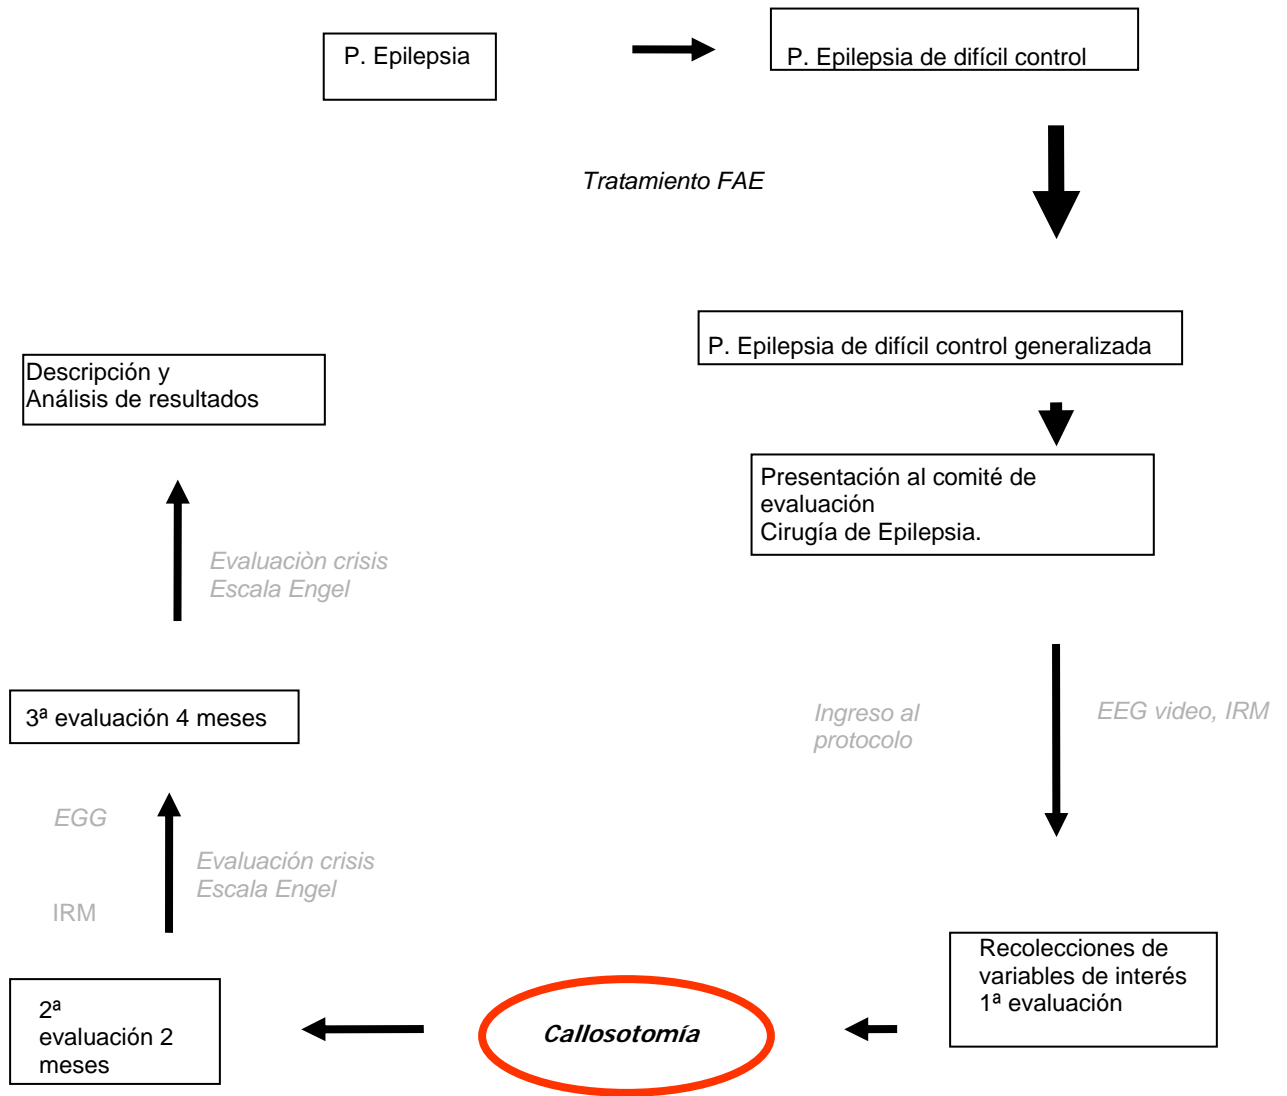 P. Epilepsia
P. Epilepsia de difícil control
Tratamiento FAE
P. Epilepsia de difícil control generalizada
Descripción y
Análisis de resultados
Presentación al comité de
evaluación
Cirugía de Epilepsia.
Evaluaciòn crisis
Escala Engel
3ª evaluación 4 meses
Ingreso al
protocolo
EEG video, IRM
EGG
Evaluación crisis
Escala Engel
IRM
Recolecciones de
variables de interés
1ª evaluación
Callosotomía
2ª
evaluación 2
meses